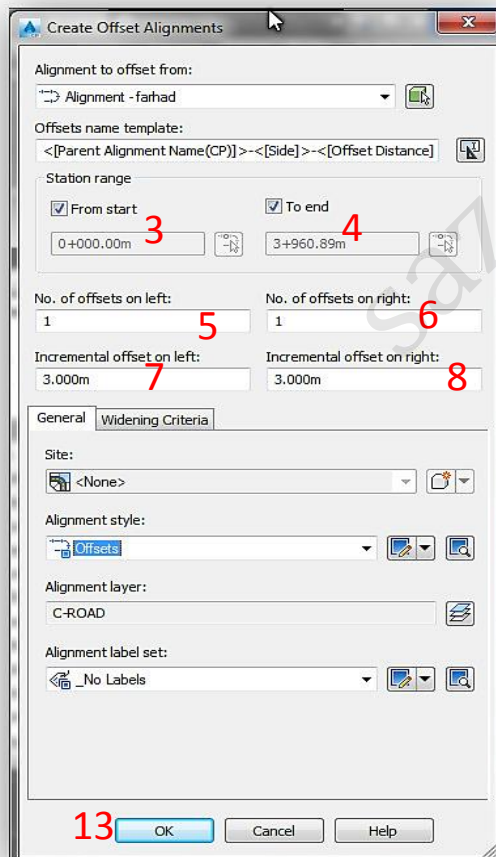 Create Offset Alignments
Alignment to offset from:
Alignment - farhad
Offsets name template:
<[Parent Alignment Name(CP)]>-<[Side]>-<[Offset Distance]
Station range
From start
To end
3
4
0+000.00m
3+960.89m
No. of offsets on left:
No. of offsets on right:
1
5
1
6
Incremental offset on left:
Incremental offset on right:
3.000m
7
3.000m
8
General
Widening Criteria
Site:
<None>
Alignment style:
Offsets
Alignment layer:
C-ROAD
Alignment label set:
_No Labels
13
OK
Cancel
Help
saz